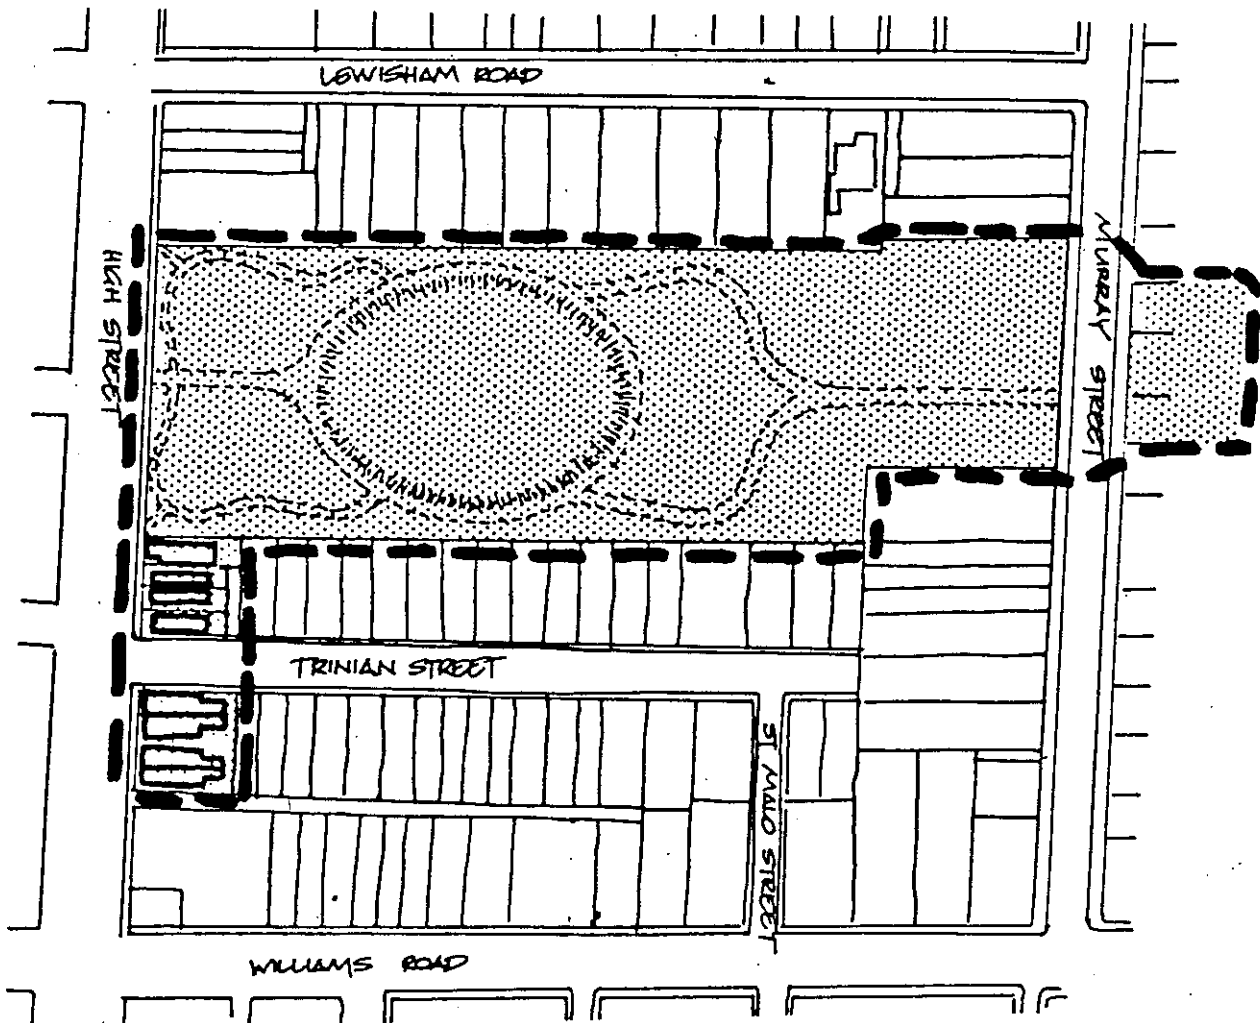 LEWISHAM ROAD
HIGH STREET
MURRAY STREET
TRINIAN STREET
ST MALO STREET
WILLIAMS ROAD